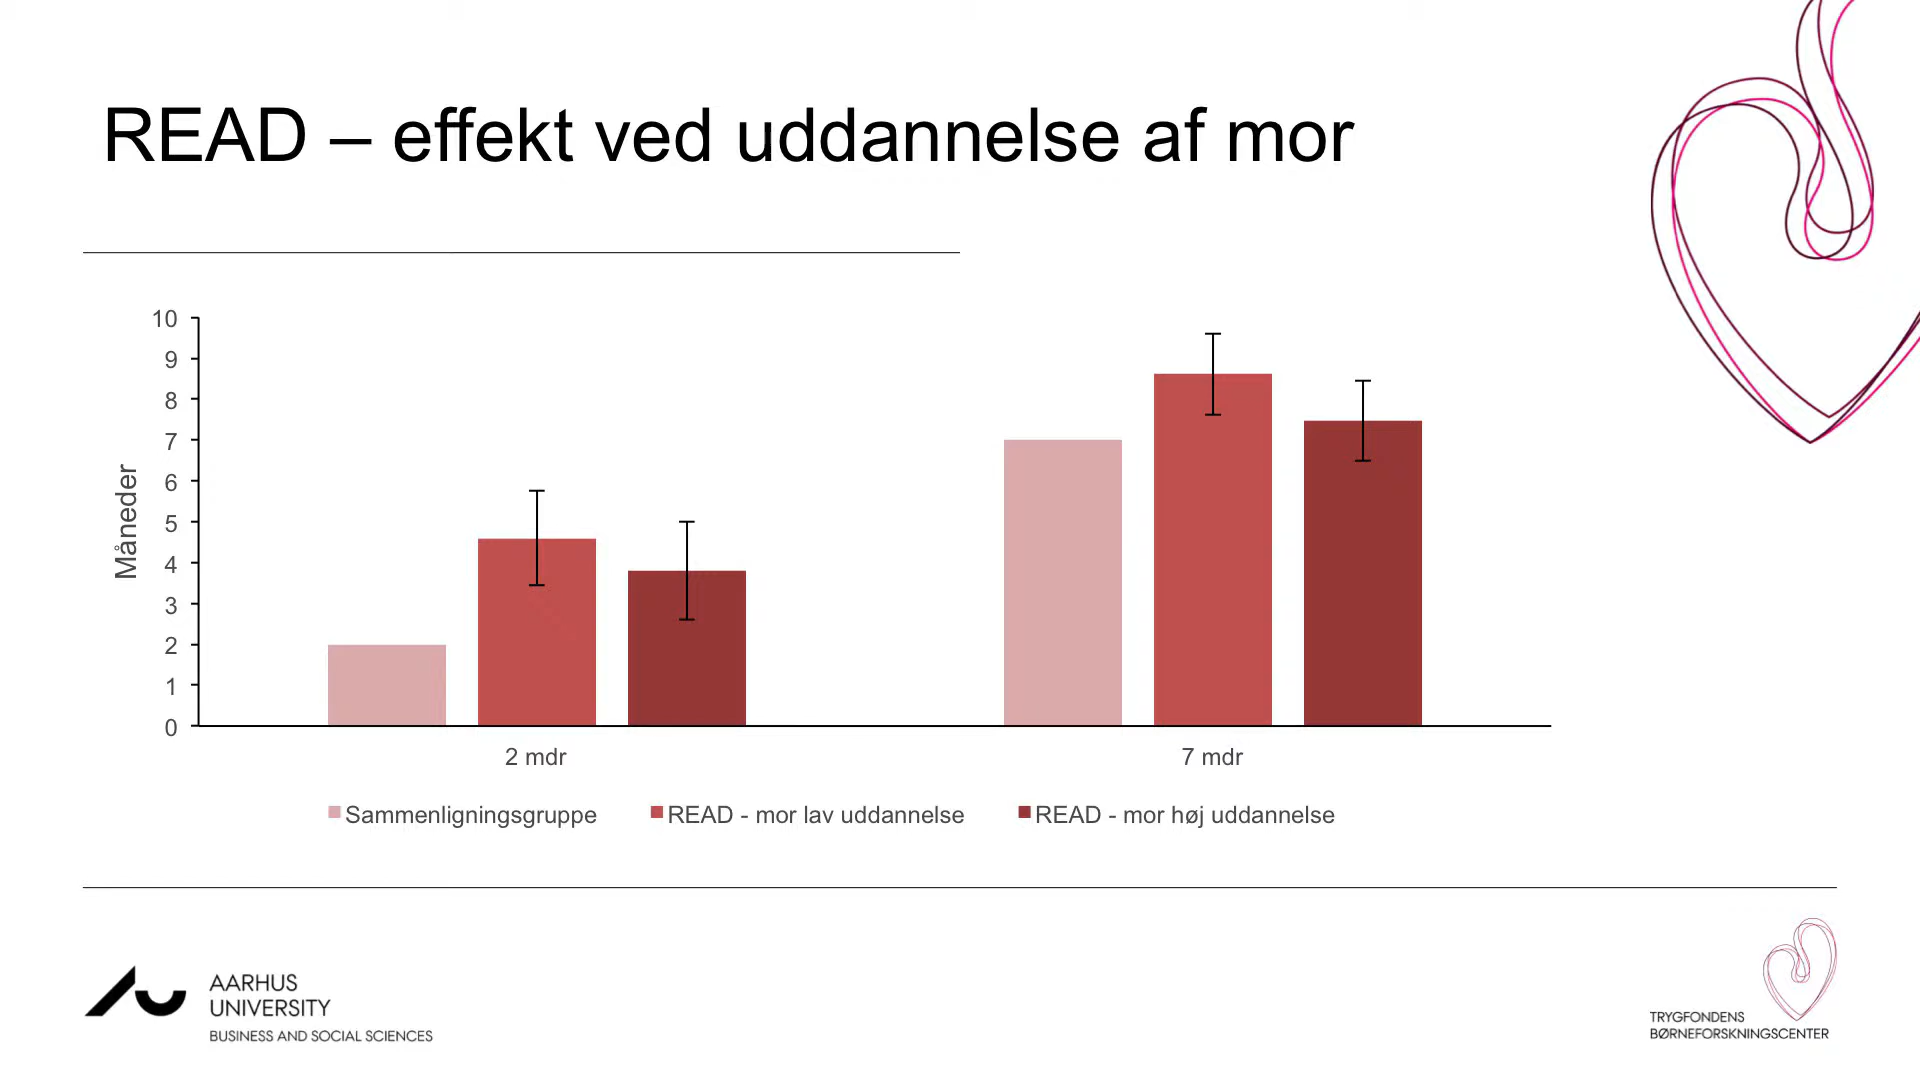 READ – effekt ved uddannelse af mor
10
9
8
7
6
5
4
3
2
1
0
Måneder
2 mdr
7 mdr
Sammenligningsgruppe
READ - mor lav uddannelse
READ - mor høj uddannelse
AARHUS
UNIVERSITY
BUSINESS AND SOCIAL SCIENCES
TRYGFONDENS
BØRNEFORSKNINGSCENTER